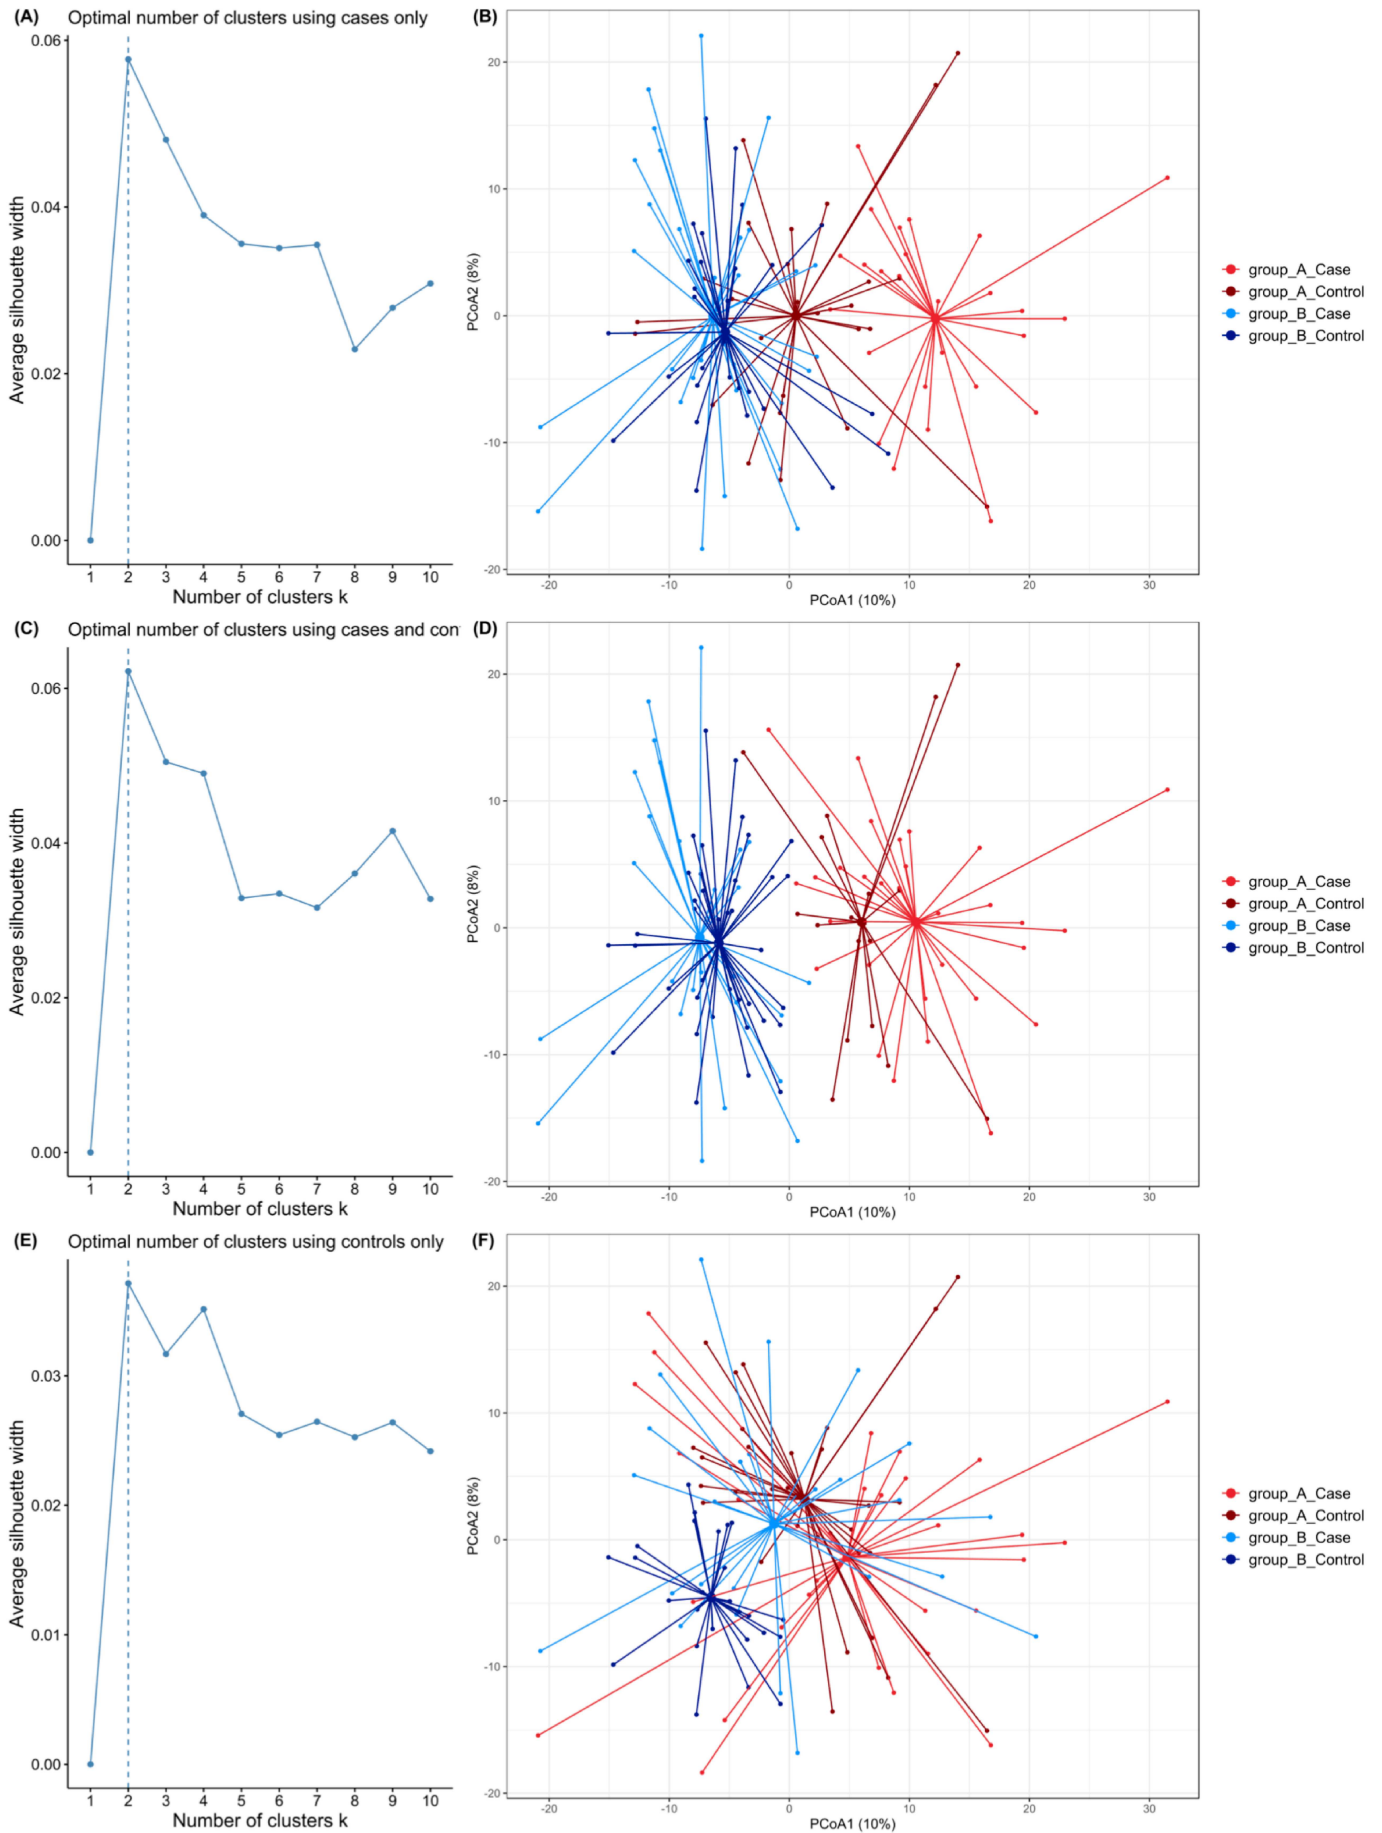 (A) Optimal number of clusters using cases only
0.06
0.04
0.02
0.00
Average silhouette width
1 2 3 4 5 6 7 8 9 10
Number of clusters k
(B)
20
10
0
-10
-20
PCoA2 (8%)
-20 -10 0 10 20 30
PCoA1 (10%)
group_A_Case
group_A_Control
group_B_Case
group_B_Control
(C) Optimal number of clusters using cases and con
0.06
0.04
0.02
0.00
Average silhouette width
1 2 3 4 5 6 7 8 9 10
Number of clusters k
(D)
20
10
0
-10
-20
PCoA2 (8%)
-20 -10 0 10 20 30
PCoA1 (10%)
group_A_Case
group_A_Control
group_B_Case
group_B_Control
(E) Optimal number of clusters using controls only
0.03
0.02
0.01
0.00
Average silhouette width
1 2 3 4 5 6 7 8 9 10
Number of clusters k
(F)
20
10
0
-10
-20
PCoA2 (8%)
-20 -10 0 10 20 30
PCoA1 (10%)
group_A_Case
group_A_Control
group_B_Case
group_B_Control